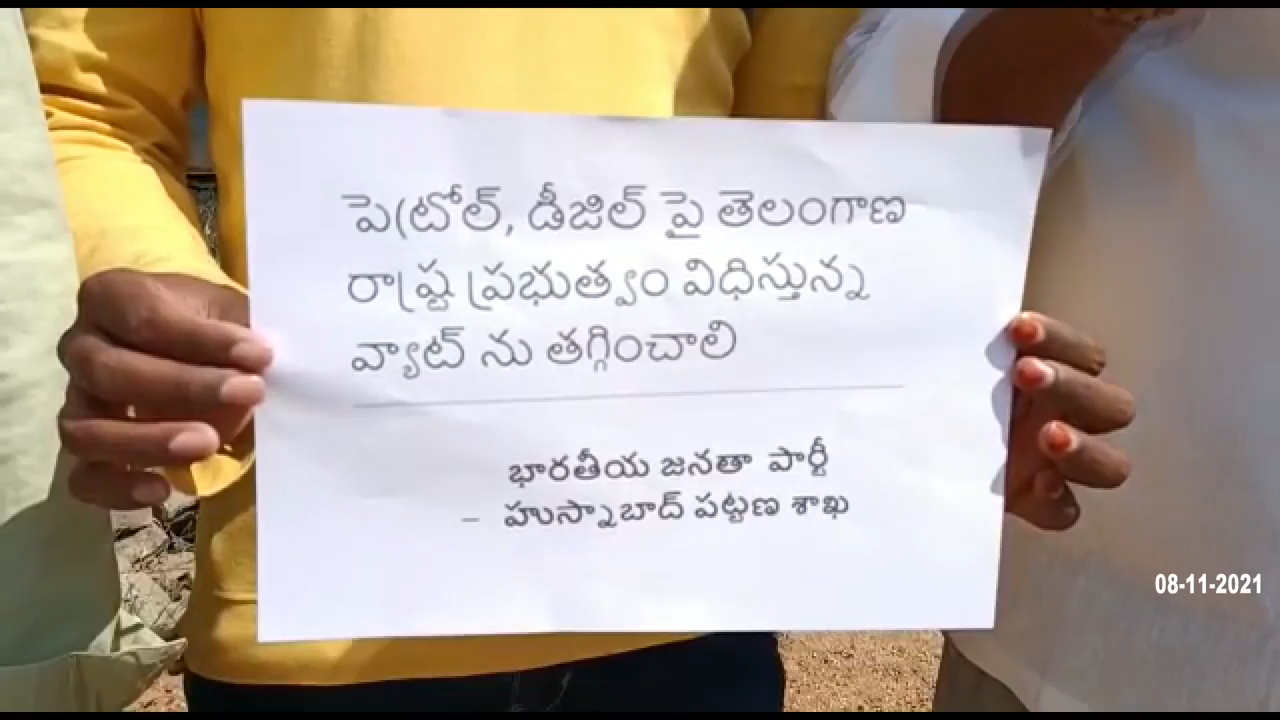 పెట్రోల్, డీజిల్ పై తెలంగాణ
రాష్ట్ర ప్రభుత్వం విధిస్తున్న
వ్యాట్ ను తగ్గించాలి
భారతీయ జనతా పార్టీ
– హుస్నాబాద్ పట్టణ శాఖ
08-11-2021